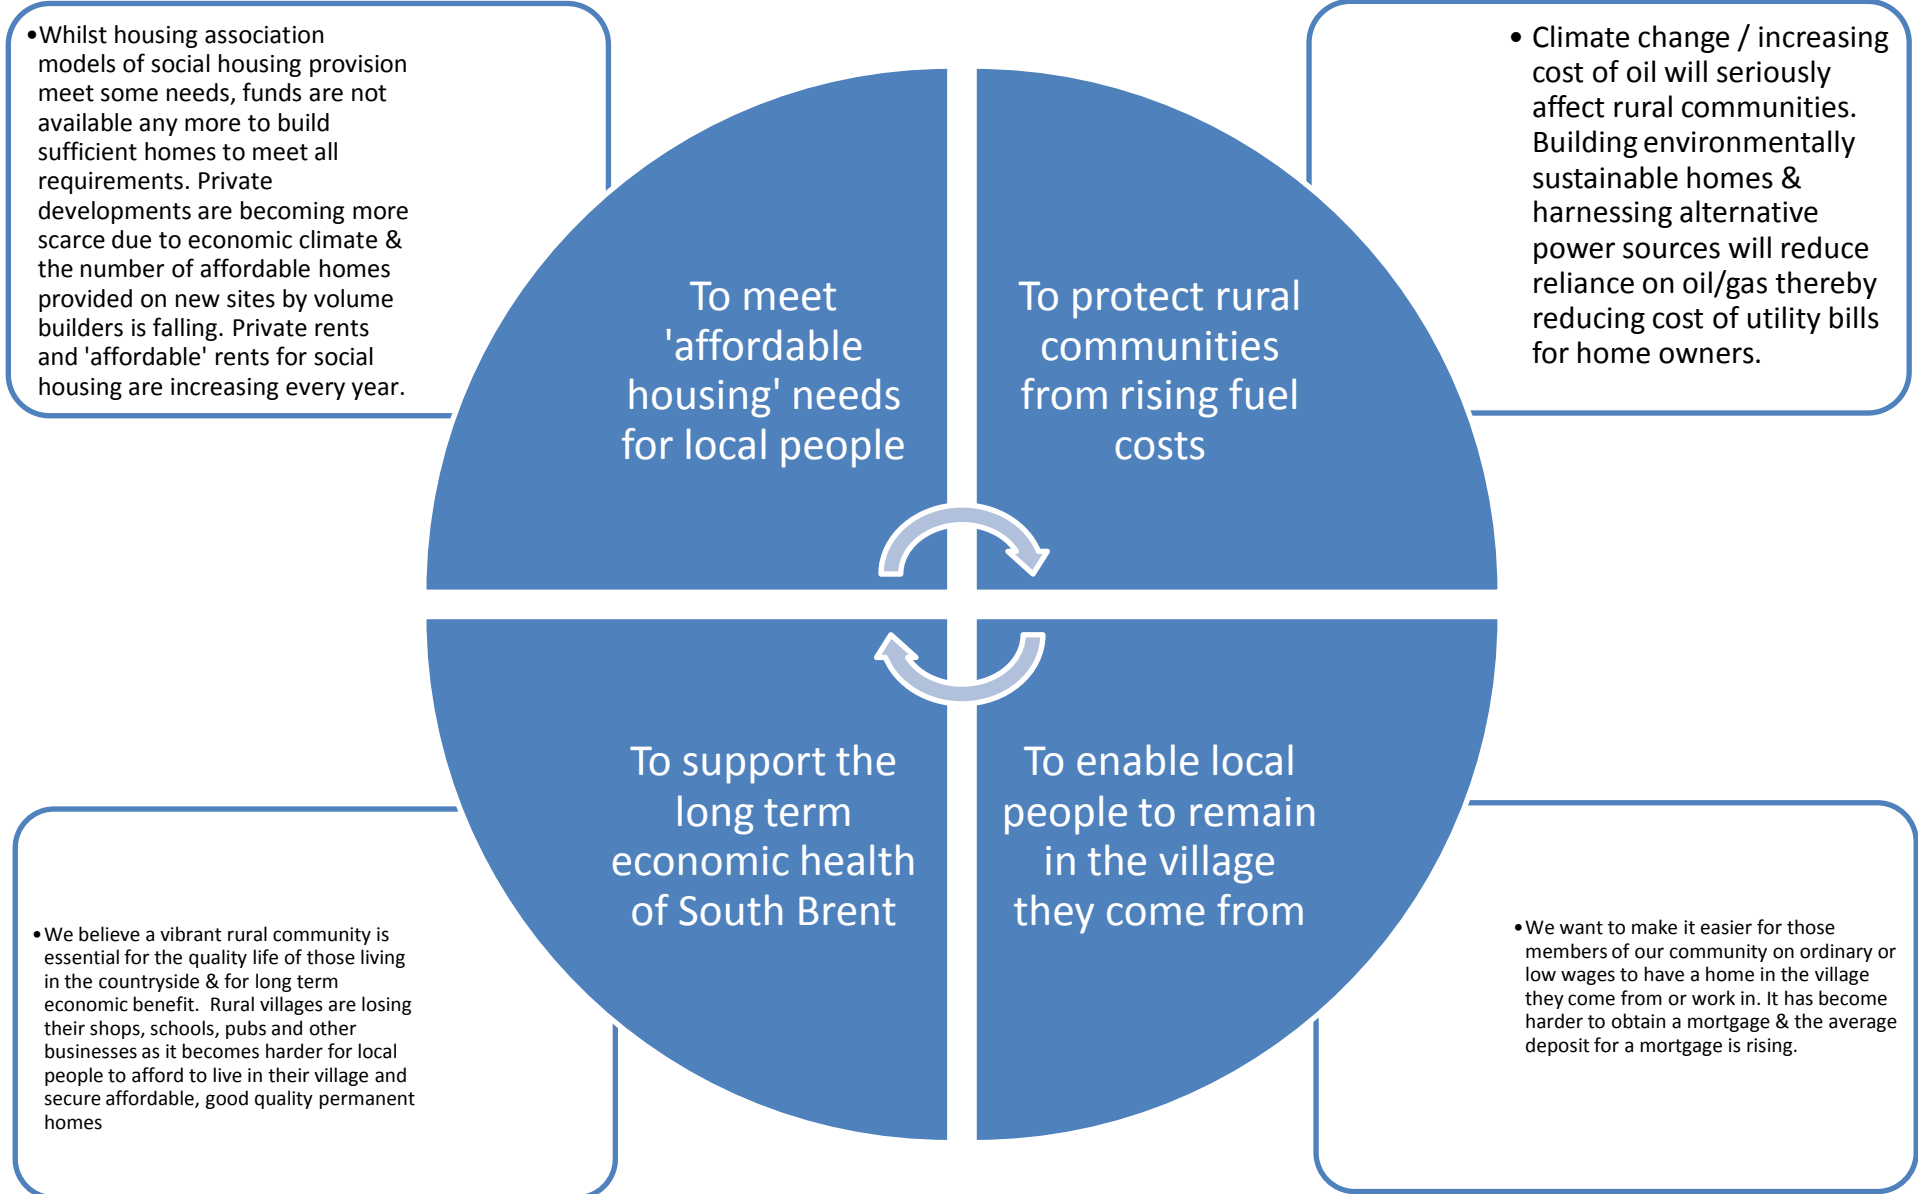 •Whilst housing association
models of social housing provision
meet some needs, funds are not
available any more to build
sufficient homes to meet all
requirements. Private
developments are becoming more
scarce due to economic climate &
the number of affordable homes
provided on new sites by volume
builders is falling. Private rents
and 'affordable' rents for social
housing are increasing every year.
• Climate change / increasing
cost of oil will seriously
affect rural communities.
Building environmentally
sustainable homes &
harnessing alternative
power sources will reduce
reliance on oil/gas thereby
reducing cost of utility bills
for home owners.
To meet
'affordable
housing' needs
for local people
To protect rural
communities
from rising fuel
costs
To support the
long term
economic health
of South Brent
To enable local
people to remain
in the village
they come from
•We believe a vibrant rural community is
essential for the quality life of those living
in the countryside & for long term
economic benefit. Rural villages are losing
their shops, schools, pubs and other
businesses as it becomes harder for local
people to afford to live in their village and
secure affordable, good quality permanent
homes
•We want to make it easier for those
members of our community on ordinary or
low wages to have a home in the village
they come from or work in. It has become
harder to obtain a mortgage & the average
deposit for a mortgage is rising.